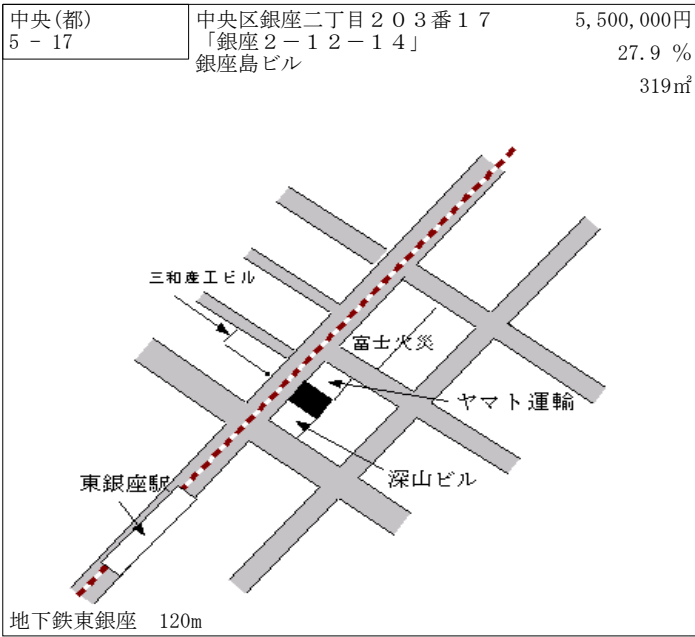 中央(都)
5 - 17
中央区銀座二丁目203番17
「銀座2-12-14」
銀座島ビル
5,500,000円
27.9 %
319㎡
三和産工ビル
富士火災
ヤマト運輸
深山ビル
東銀座駅
地下鉄東銀座 120m